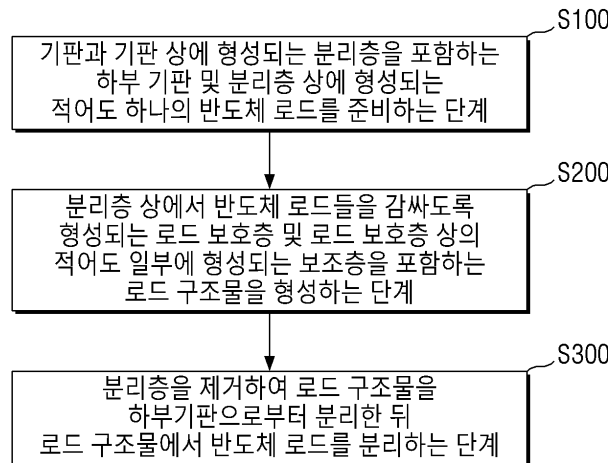 S100
기판과 기판 상에 형성되는 분리층을 포함하는
하부 기판 및 분리층 상에 형성되는
적어도 하나의 반도체 로드를 준비하는 단계
S200
분리층 상에서 반도체 로드들을 감싸도록
형성되는 로드 보호층 및 로드 보호층 상의
적어도 일부에 형성되는 보조층을 포함하는
로드 구조물을 형성하는 단계
S300
분리층을 제거하여 로드 구조물을
하부기판으로부터 분리한 뒤
로드 구조물에서 반도체 로드를 분리하는 단계